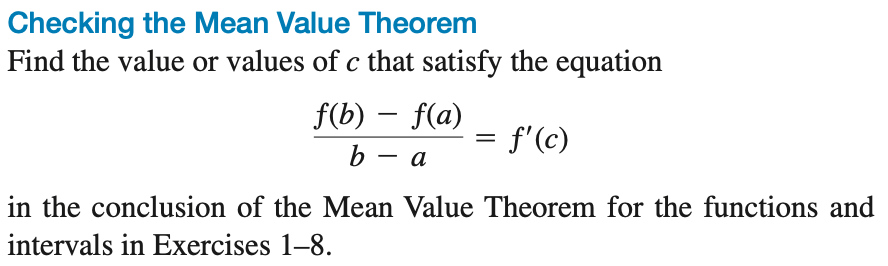 Checking the Mean Value Theorem
Find the value or values of c that satisfy the equation
f(b) − f(a)
b − a
= f′(c)
in the conclusion of the Mean Value Theorem for the functions and
intervals in Exercises 1–8.